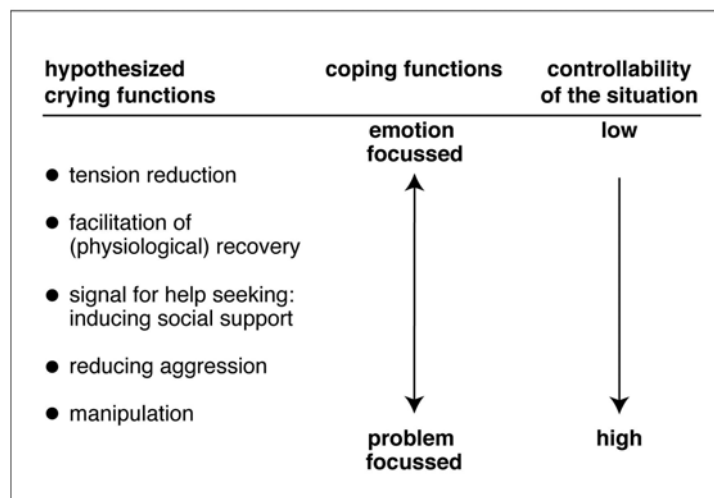 hypothesized
crying functions
coping functions
controllability
of the situation
emotion
focussed
low
● tension reduction
● facilitation of
(physiological) recovery
● signal for help seeking:
inducing social support
● reducing aggression
● manipulation
problem
focussed
high